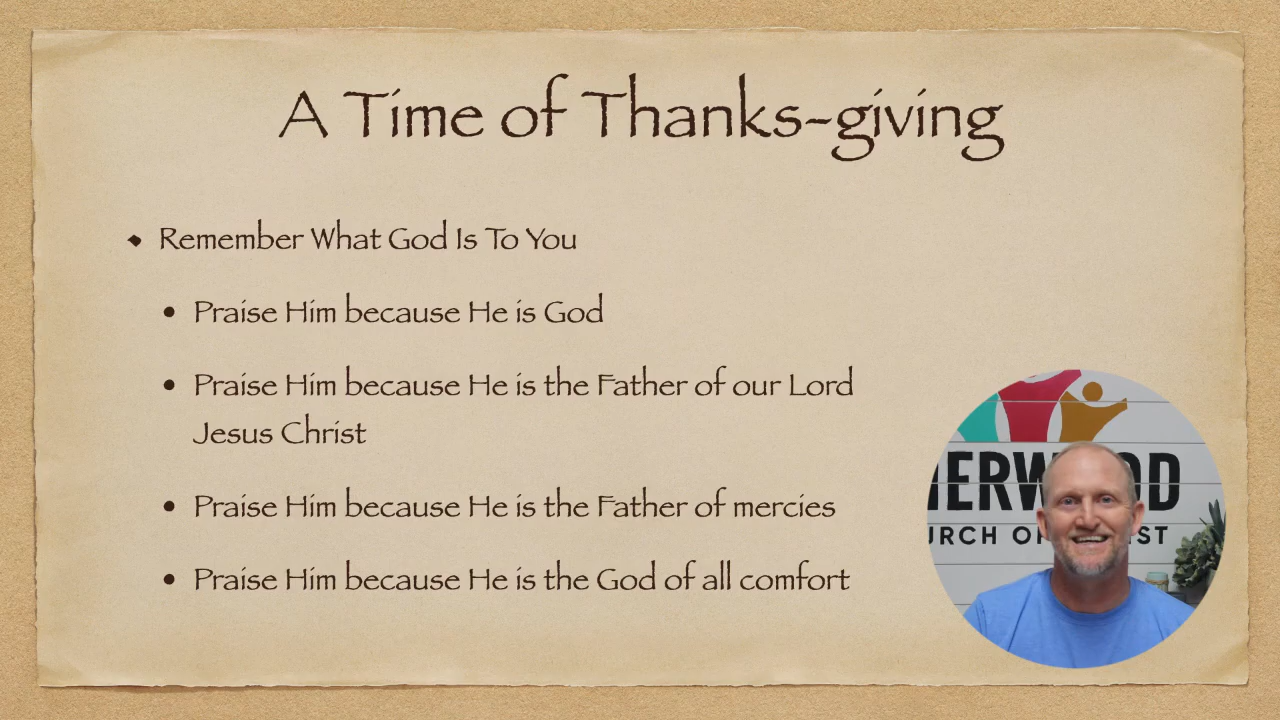 A Time of Thanks-giving
Remember What God Is To You
Praise Him because He is God
Praise Him because He is the Father of our Lord
Jesus Christ
Praise Him because He is the Father of mercies
Praise Him because He is the God of all comfort
OF